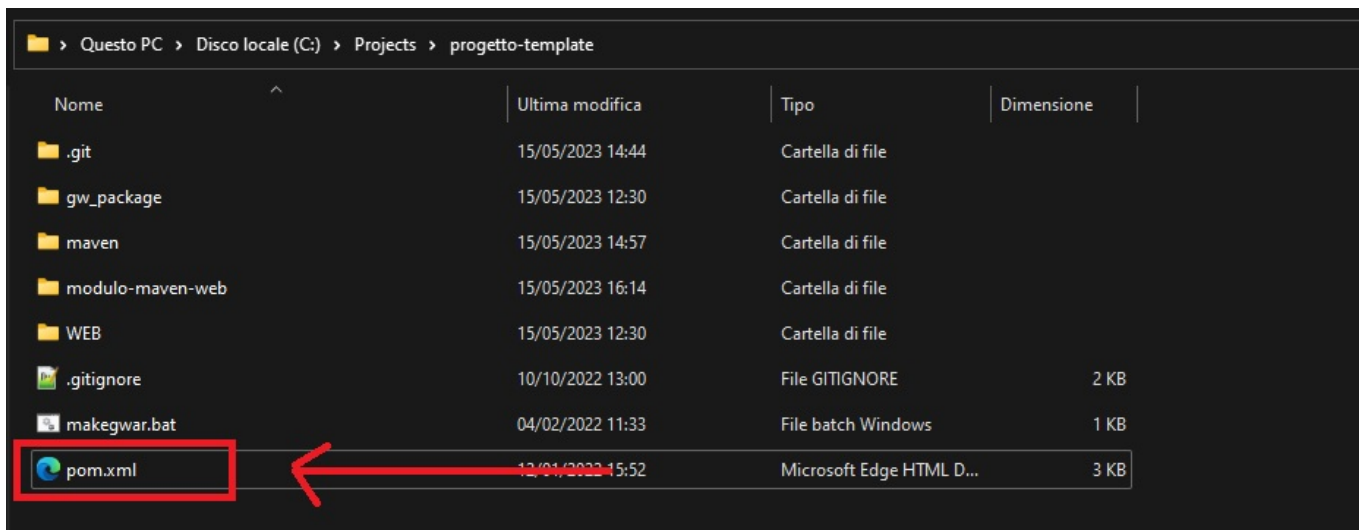 Questo PC > Disco locale (C:) > Projects > progetto-template
Nome Ultima modifica Tipo Dimensione
.git 15/05/2023 14:44 Cartella di file
gw_package 15/05/2023 12:30 Cartella di file
maven 15/05/2023 14:57 Cartella di file
modulo-maven-web 15/05/2023 16:14 Cartella di file
WEB 15/05/2023 12:30 Cartella di file
.gitignore 10/10/2022 13:00 File GITIGNORE 2 KB
makegwar.bat 04/02/2022 11:33 File batch Windows 1 KB
pom.xml 12/01/2022 15:52 Microsoft Edge HTML D... 3 KB